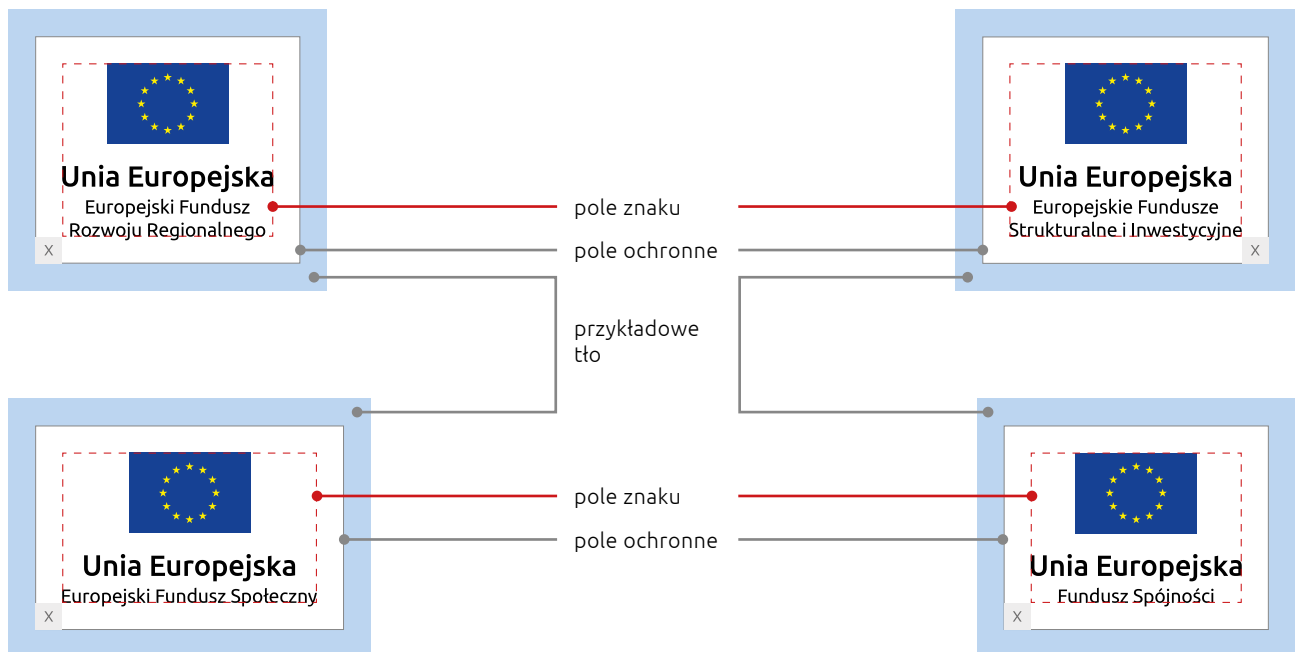 Unia Europejska
Europejski Fundusz
Rozwoju Regionalnego
X
Unia Europejska
Europejskie Fundusze
Strukturalne i Inwestycyjne
X
pole znaku
pole ochronne
przykładowe
tło
Unia Europejska
Europejski Fundusz Społeczny
X
pole znaku
pole ochronne
Unia Europejska
Fundusz Spójności
X